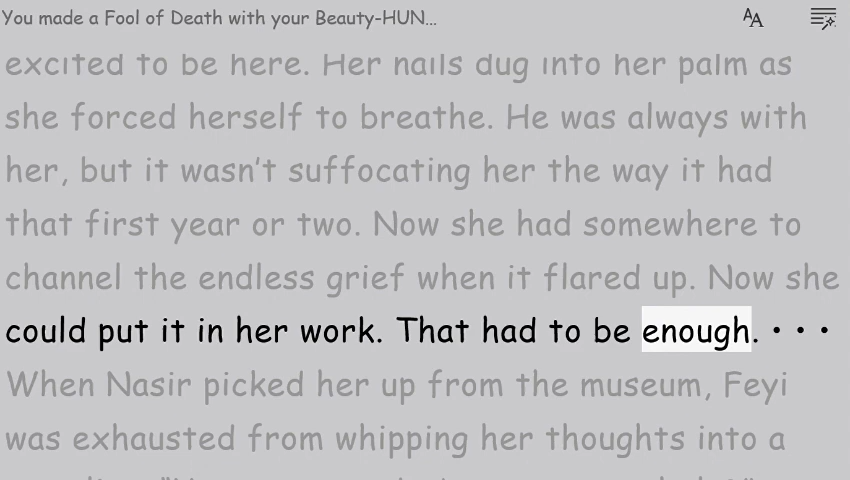 You made a Fool of Death with your Beauty-HUN...
AA
excited to be here. Her nails dug into her palm as
she forced herself to breathe. He was always with
her, but it wasn't suffocating her the way it had
that first year or two. Now she had somewhere to
channel the endless grief when it flared up. Now she
could put it in her work. That had to be enough. • • •
When Nasir picked her up from the museum, Feyi
was exhausted from whipping her thoughts into a